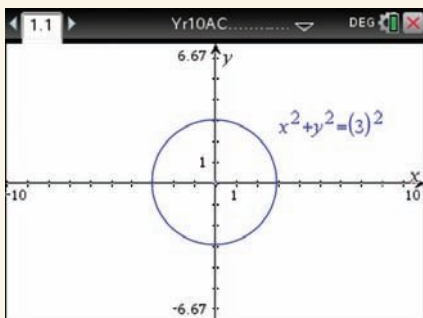 1.1 Yr10AC............ DEG
6.67 y
x²+y²=(3)²
1
x
-10 1 10
-6.67